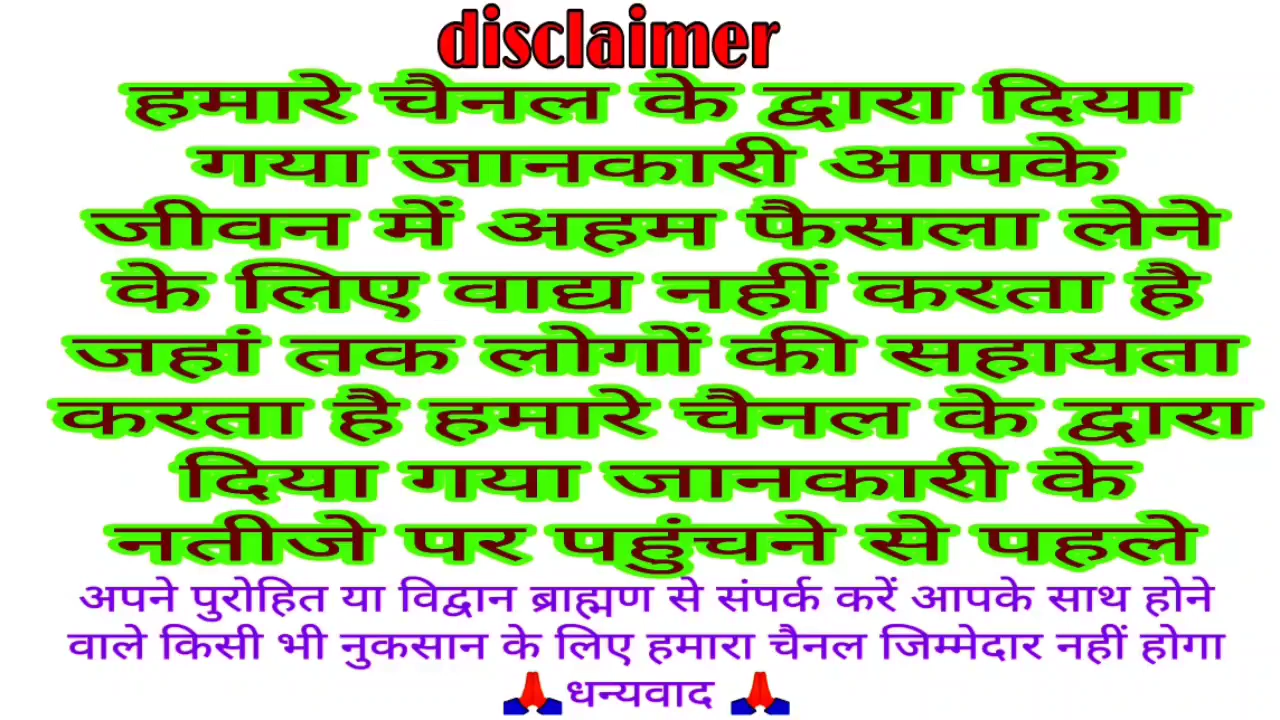 disclaimer
हमारे चैनल के द्वारा दिया
गया जानकारी आपके
जीवन में अहम फैसला लेने
के लिए वाद्य नहीं करता है
जहां तक लोगों की सहायता
करता है हमारे चैनल के द्वारा
दिया गया जानकारी के
नतीजे पर पहुंचने से पहले
अपने पुरोहित या विद्वान ब्राह्मण से संपर्क करें आपके साथ होने
वाले किसी भी नुकसान के लिए हमारा चैनल जिम्मेदार नहीं होगा
🙏धन्यवाद 🙏